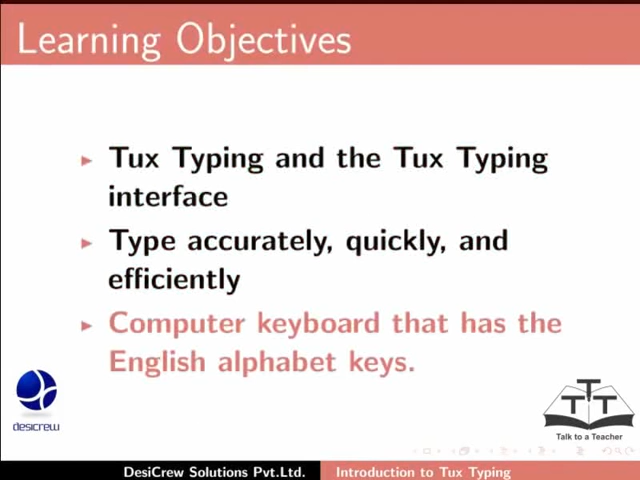 Learning Objectives
Tux Typing and the Tux Typing
interface
Type accurately, quickly, and
efficiently
Computer keyboard that has the
English alphabet keys.
desicrew
TTT
Talk to a Teacher
DesiCrew Solutions Pvt.Ltd. Introduction to Tux Typing